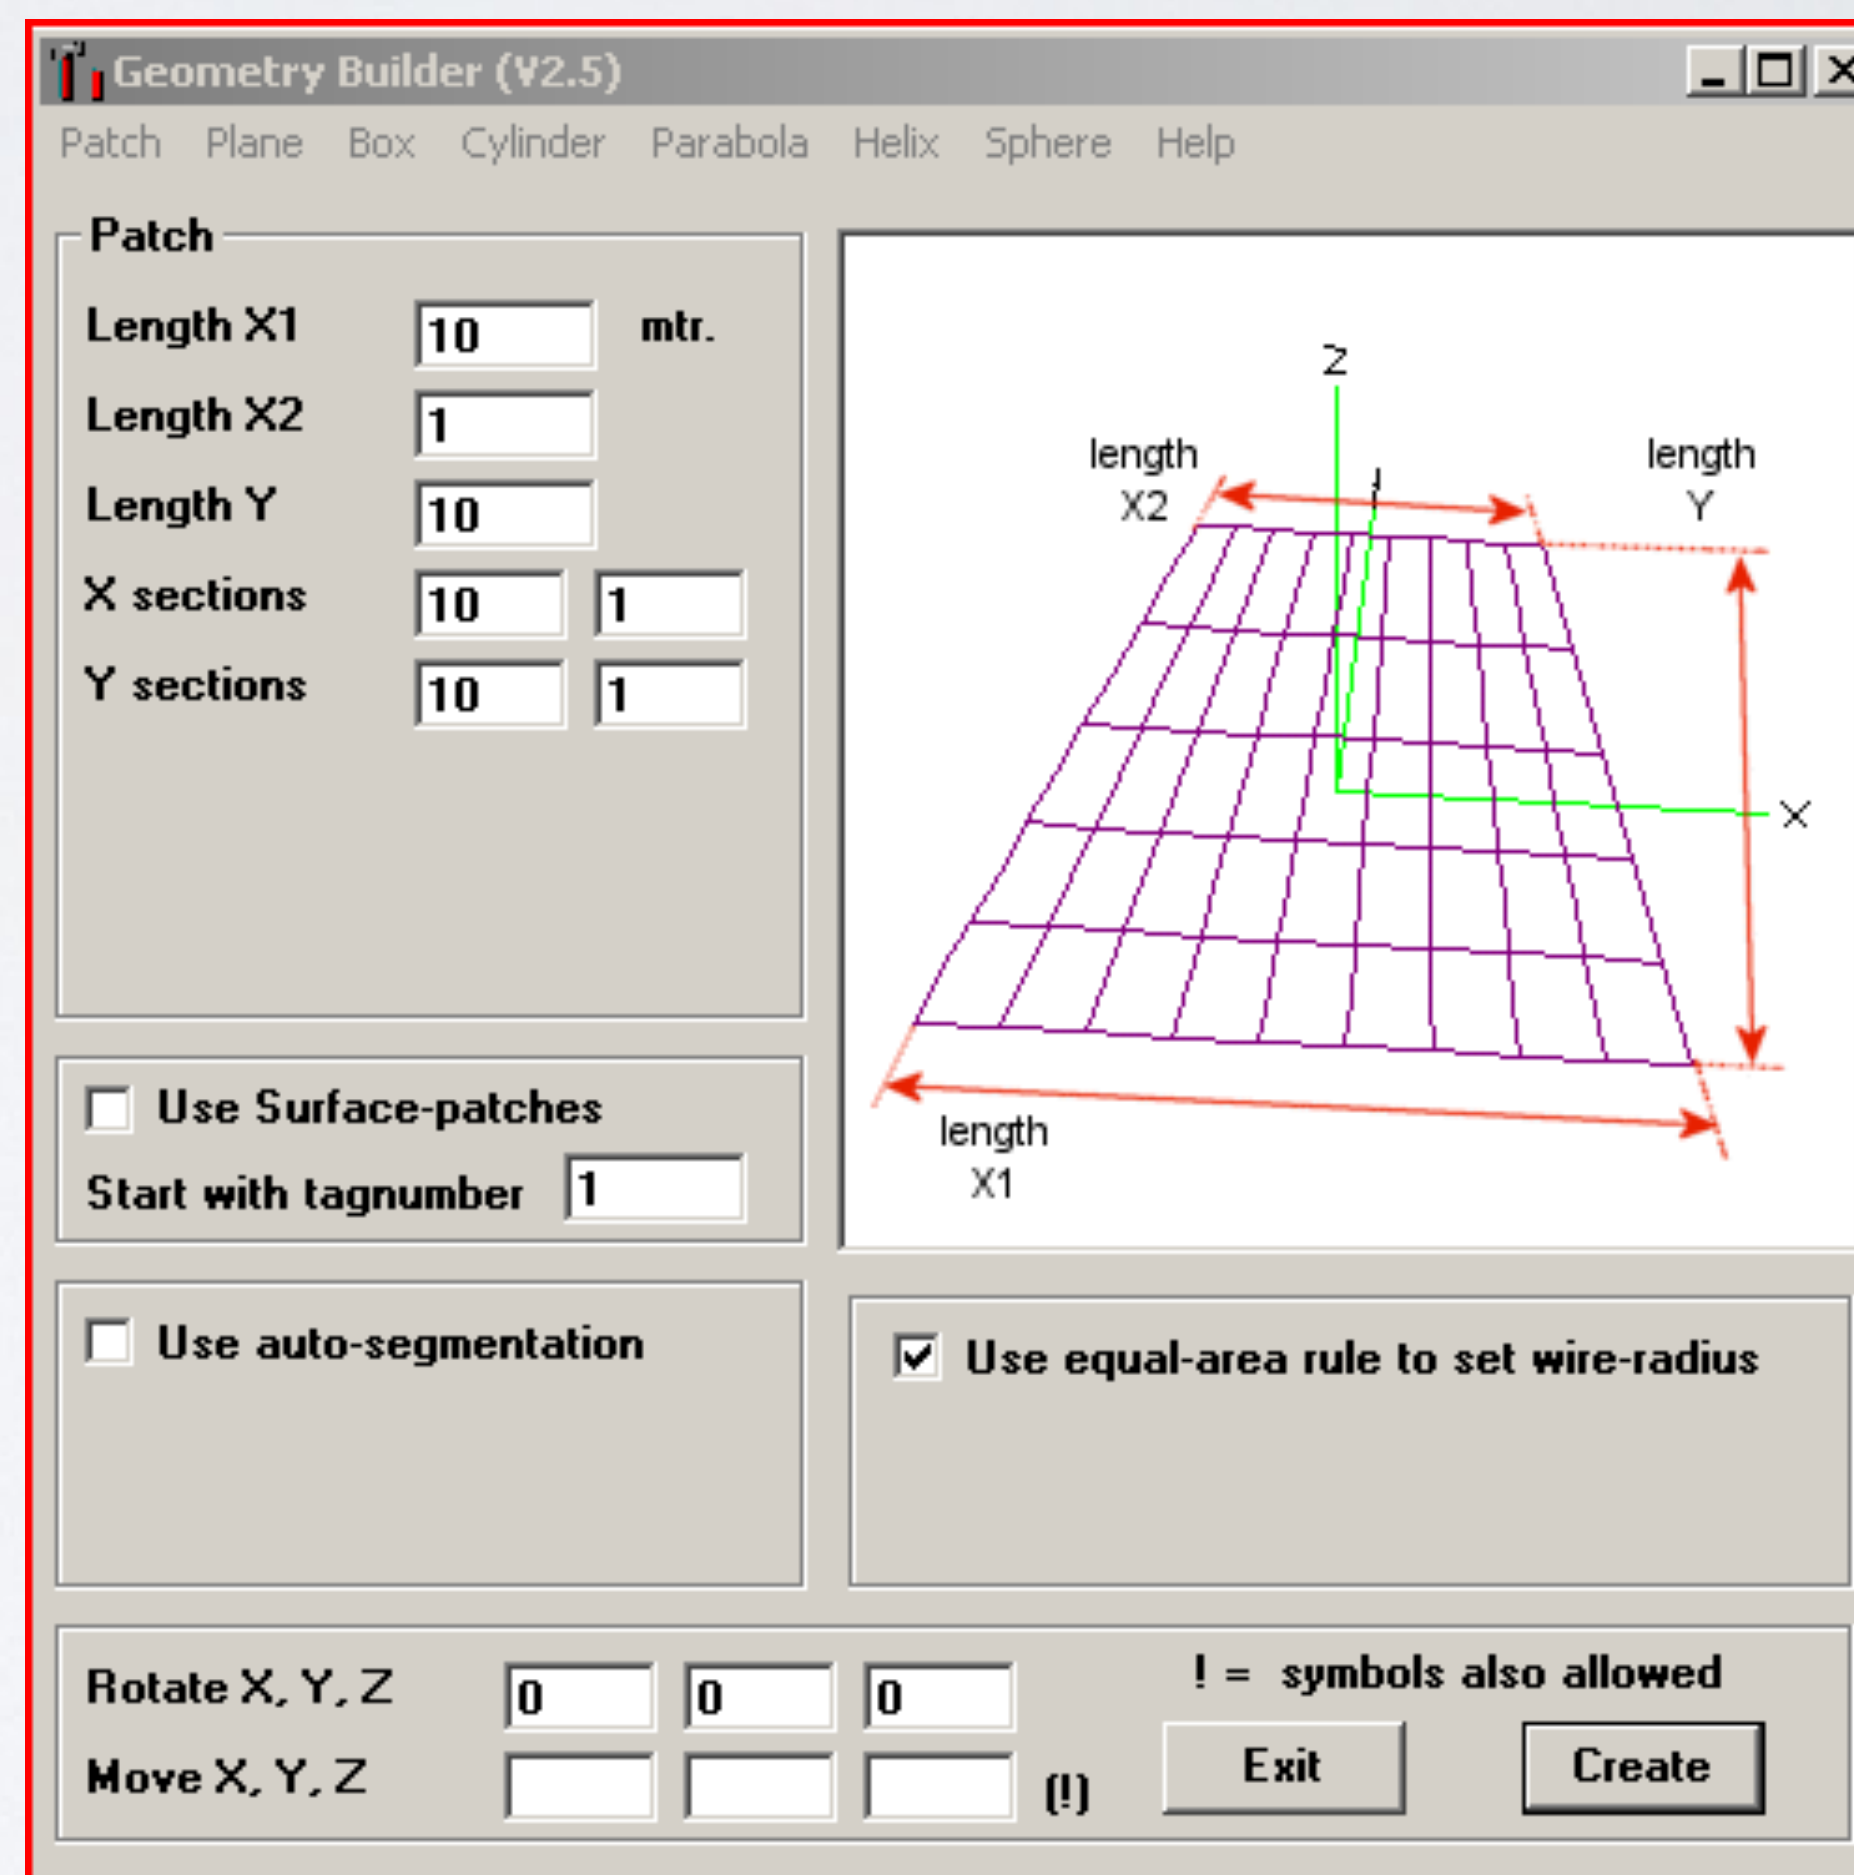 Geometry Builder (V2.5)
Patch Plane Box Cylinder Parabola Helix Sphere Help
Patch
Length X1 10 mtr.
Length X2 1
Length Y 10
X sections 10 1
Y sections 10 1
Z
length
X2
length
Y
X
length
X1
Use Surface-patches
Start with tagnumber 1
Use auto-segmentation
Use equal-area rule to set wire-radius
Rotate X, Y, Z 0 0 0
! = symbols also allowed
Move X, Y, Z (!)
Exit Create